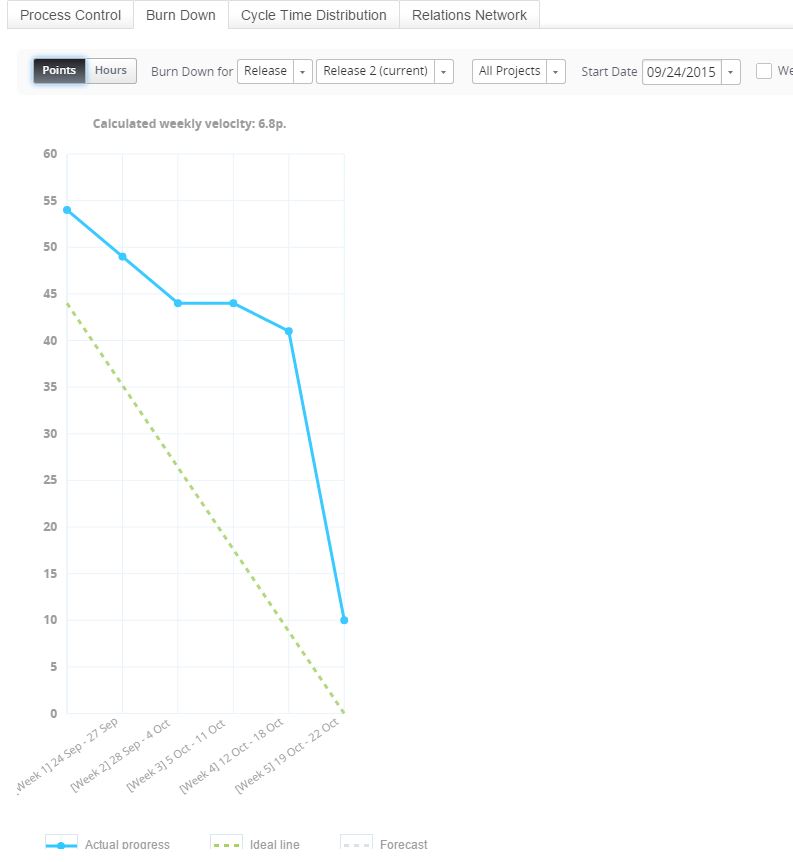 Process Control Burn Down Cycle Time Distribution Relations Network
Points Hours Burn Down for Release Release 2 (current) All Projects Start Date 09/24/2015 We
Calculated weekly velocity: 6.8p.
60
55
50
45
40
35
30
25
20
15
10
5
0
[Week 1] 24 Sep - 27 Sep
[Week 2] 28 Sep - 4 Oct
[Week 3] 5 Oct - 11 Oct
[Week 4] 12 Oct - 18 Oct
[Week 5] 19 Oct - 22 Oct
Actual progress Ideal line Forecast